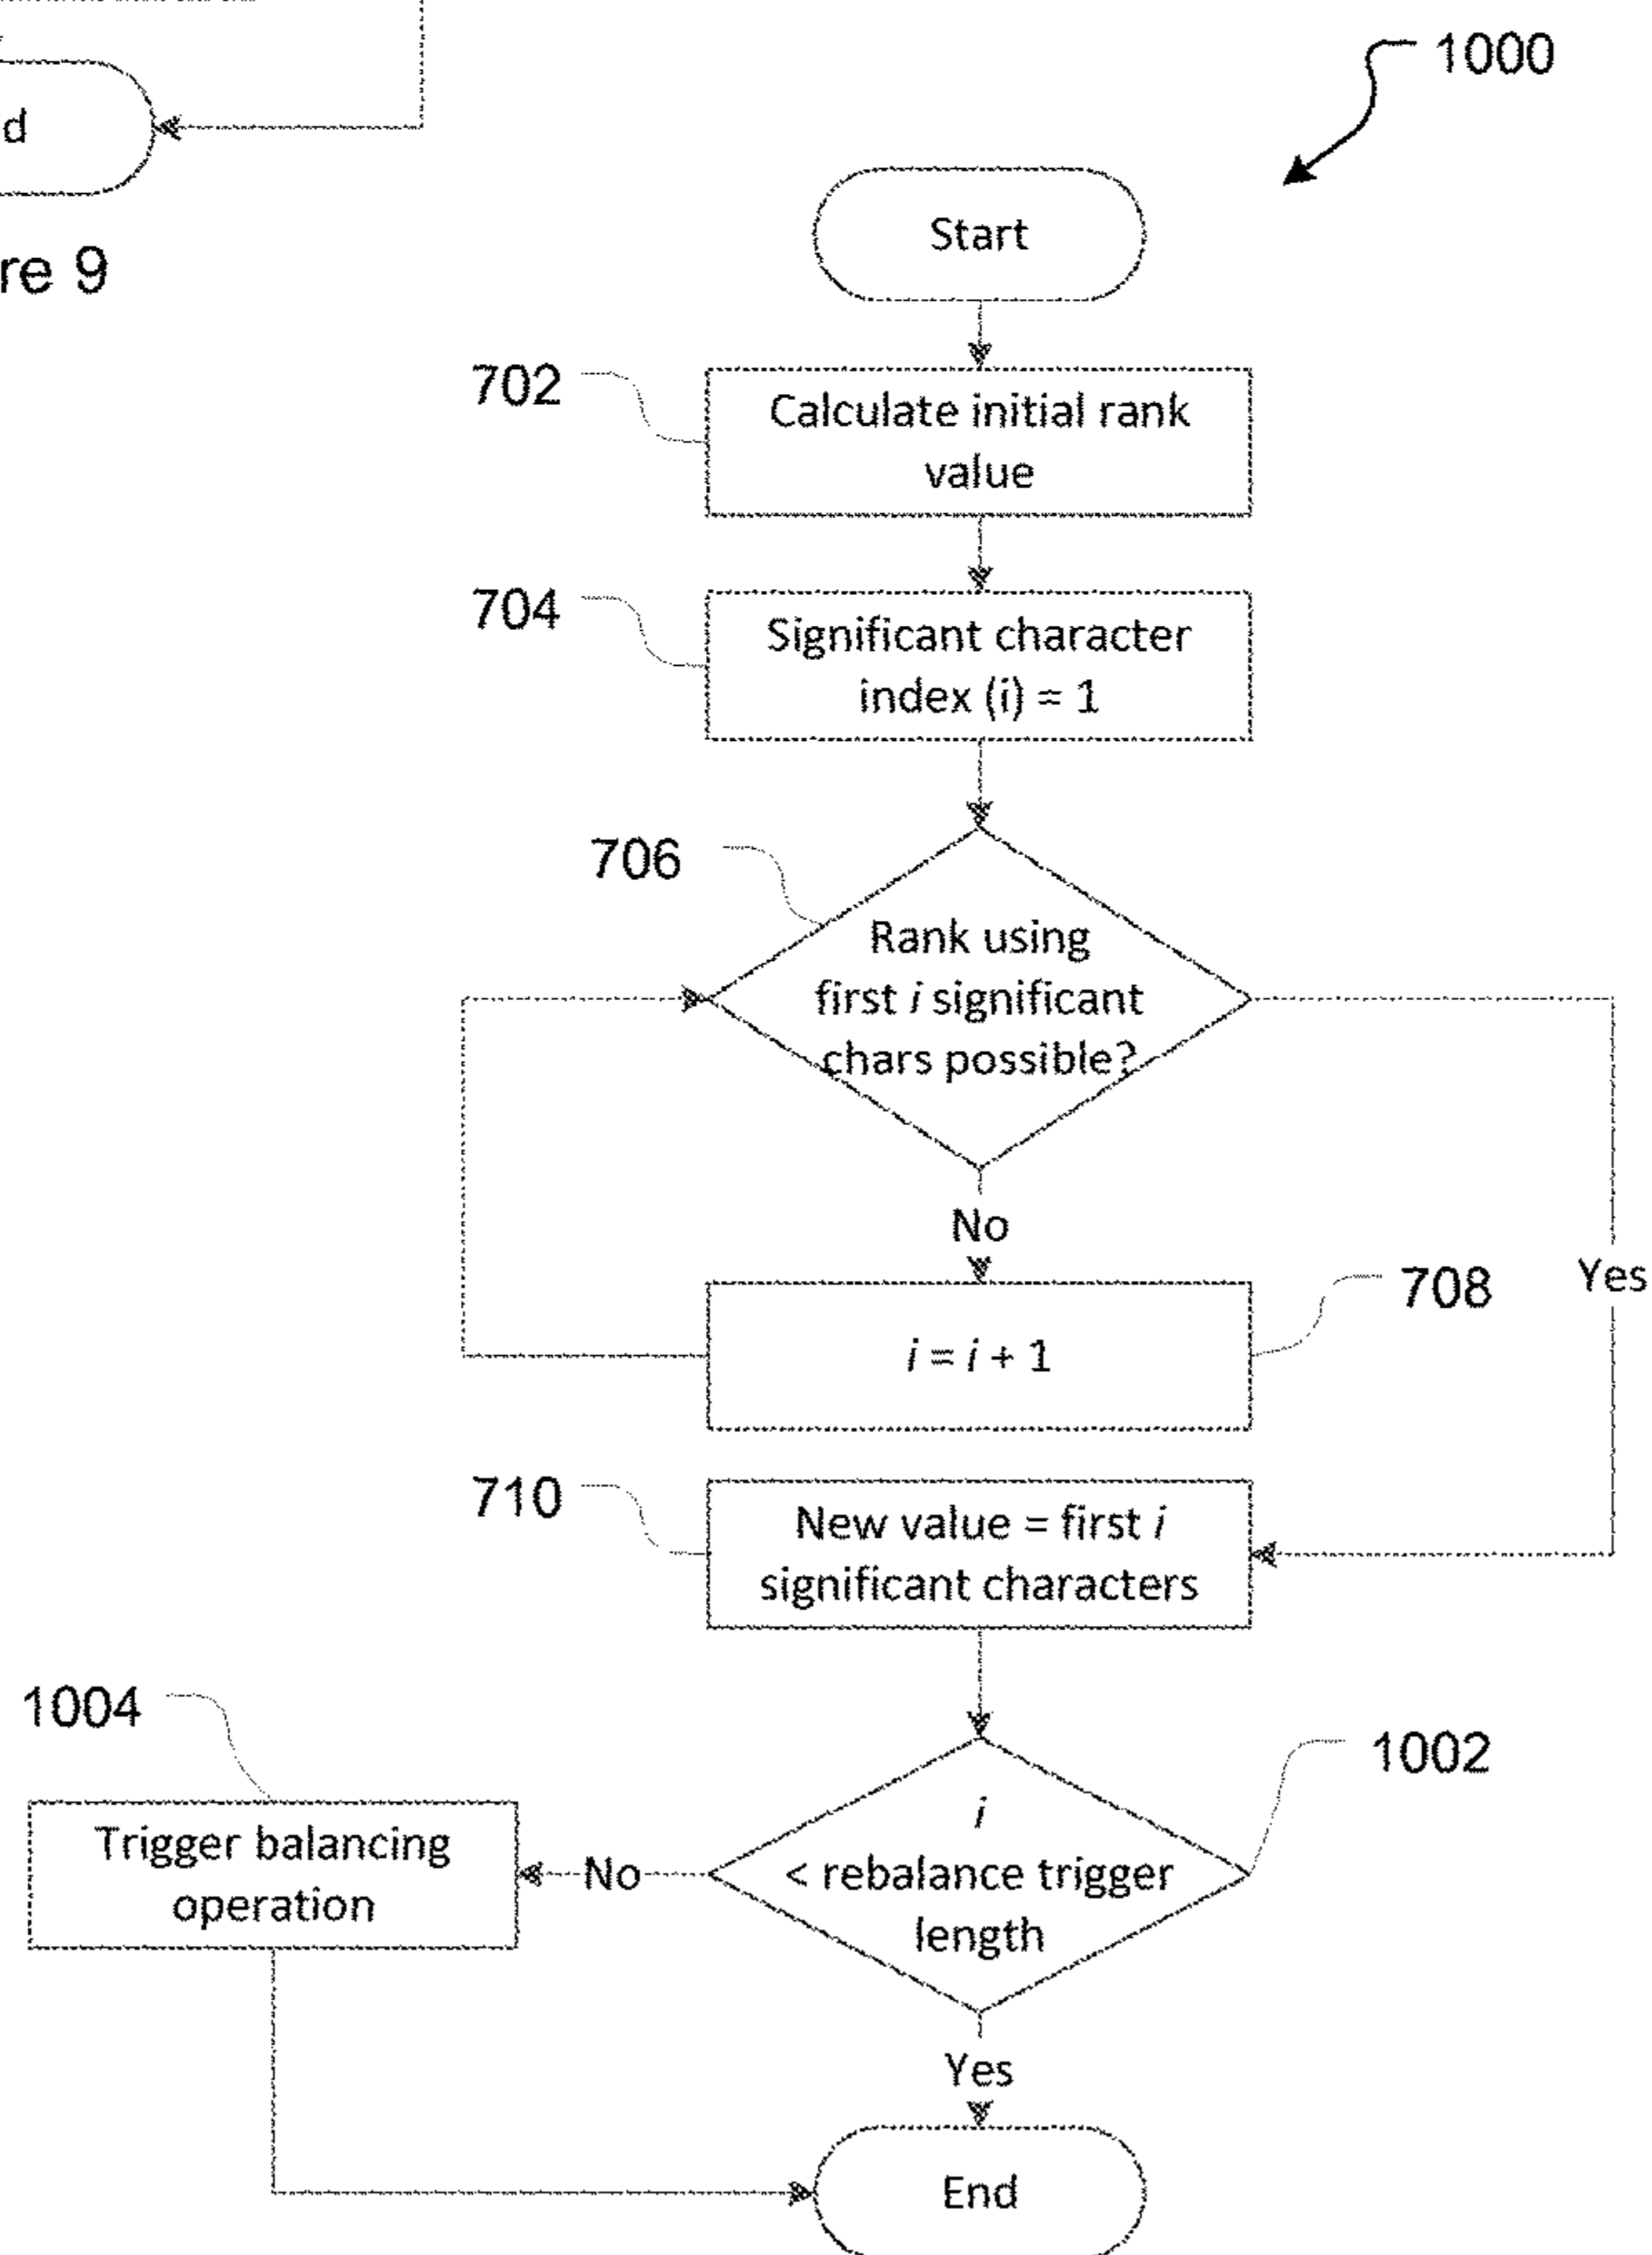 1000
d
re 9
Start
702
Calculate initial rank
value
704
Significant character
index (i) = 1
706
Rank using
first i significant
chars possible?
No
708
Yes
i = i + 1
710
New value = first i
significant characters
1004
1002
Trigger balancing
operation
No
i
< rebalance trigger
length
Yes
End